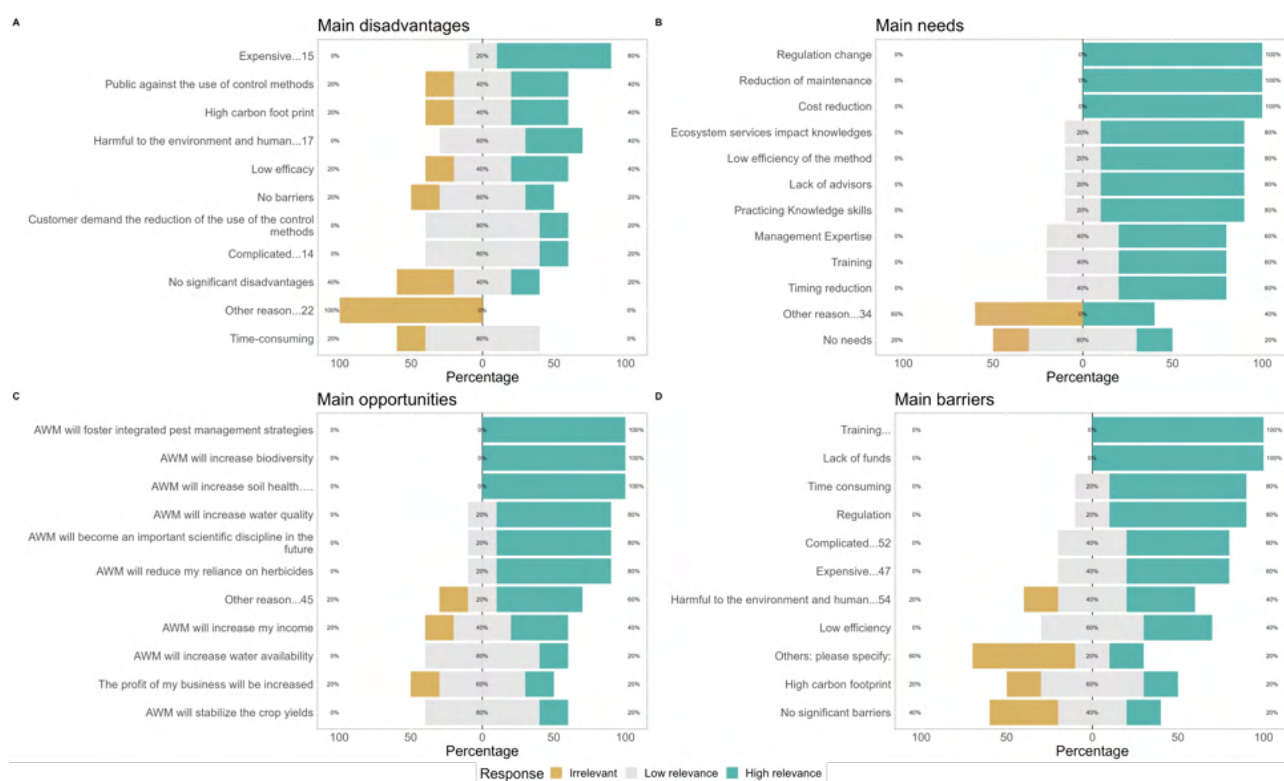 A
Main disadvantages
Expensive...15 0% 20% 80%
Public against the use of control methods 20% 40% 40%
High carbon foot print 20% 40% 40%
Harmful to the environment and human...17 0% 60% 40%
Low efficacy 20% 40% 40%
No barriers 20% 60% 20%
Customer demand the reduction of the use of the control
methods 0% 80% 20%
Complicated...14 0% 80% 20%
No significant disadvantages 40% 40% 20%
Other reason...22 100% 0% 0%
Time-consuming 20% 80% 0%
100 50 0 50 100
Percentage
B
Main needs
Regulation change 0% 0% 100%
Reduction of maintenance 0% 0% 100%
Cost reduction 0% 0% 100%
Ecosystem services impact knowledges 0% 20% 80%
Low efficiency of the method 0% 20% 80%
Lack of advisors 0% 20% 80%
Practicing Knowledge skills 0% 20% 80%
Management Expertise 0% 40% 60%
Training 0% 40% 60%
Timing reduction 0% 40% 60%
Other reason...34 60% 0% 40%
No needs 20% 60% 20%
100 50 0 50 100
Percentage
C
Main opportunities
AWM will foster integrated pest management strategies 0% 0% 100%
AWM will increase biodiversity 0% 0% 100%
AWM will increase soil health.... 0% 0% 100%
AWM will increase water quality 0% 20% 80%
AWM will become an important scientific discipline in the
future 0% 20% 80%
AWM will reduce my reliance on herbicides 0% 20% 80%
Other reason...45 20% 20% 60%
AWM will increase my income 20% 40% 40%
AWM will increase water availability 0% 80% 20%
The profit of my business will be increased 20% 60% 20%
AWM will stabilize the crop yields 0% 80% 20%
100 50 0 50 100
Percentage
D
Main barriers
Training... 0% 0% 100%
Lack of funds 0% 0% 100%
Time consuming 0% 20% 80%
Regulation 0% 20% 80%
Complicated...52 0% 40% 60%
Expensive...47 0% 40% 60%
Harmful to the environment and human...54 20% 40% 40%
Low efficiency 0% 60% 40%
Others: please specify: 60% 20% 20%
High carbon footprint 20% 60% 20%
No significant barriers 40% 40% 20%
100 50 0 50 100
Percentage
Response Irrelevant Low relevance High relevance